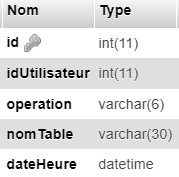 Nom Type
id int(11)
idUtilisateur int(11)
operation varchar(6)
nomTable varchar(30)
dateHeure datetime